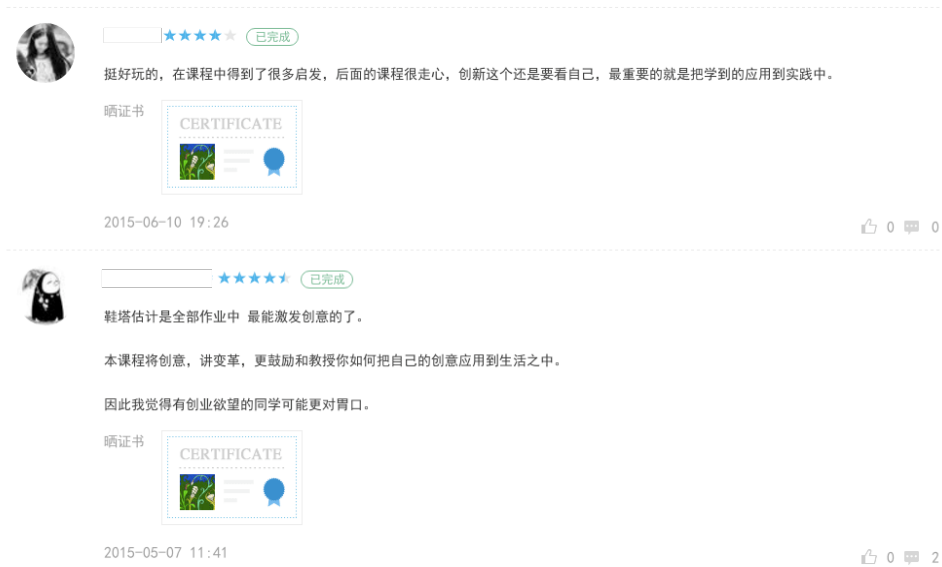 已完成
挺好玩的，在课程中得到了很多启发，后面的课程很走心，创新这个还是要看自己，最重要的就是把学到的应用到实践中。
晒证书
CERTIFICATE
2015-06-10 19:26
0 0
已完成
鞋塔估计是全部作业中 最能激发创意的了。
本课程将创意，讲变革，更鼓励和教授你如何把自己的创意应用到生活之中。
因此我觉得有创业欲望的同学可能更对胃口。
晒证书
CERTIFICATE
2015-05-07 11:41
0 2